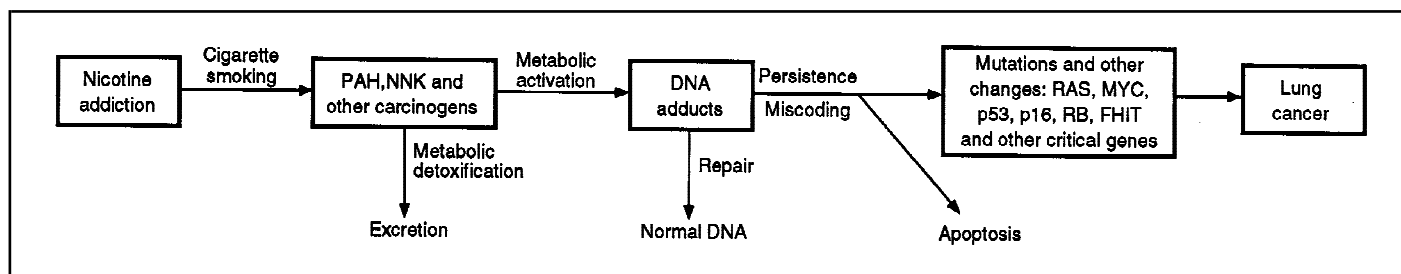 Nicotine
addiction
Cigarette
smoking
PAH,NNK and
other carcinogens
Metabolic
activation
DNA
adducts
Persistence
Miscoding
Mutations and other
changes: RAS, MYC,
p53, p16, RB, FHIT
and other critical genes
Lung
cancer
Metabolic
detoxification
Excretion
Repair
Normal DNA
Apoptosis